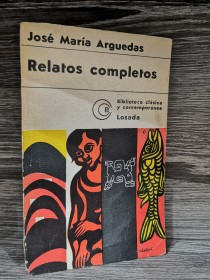 José María Arguedas
Relatos completos
Biblioteca clásica
y contemporánea
Losada